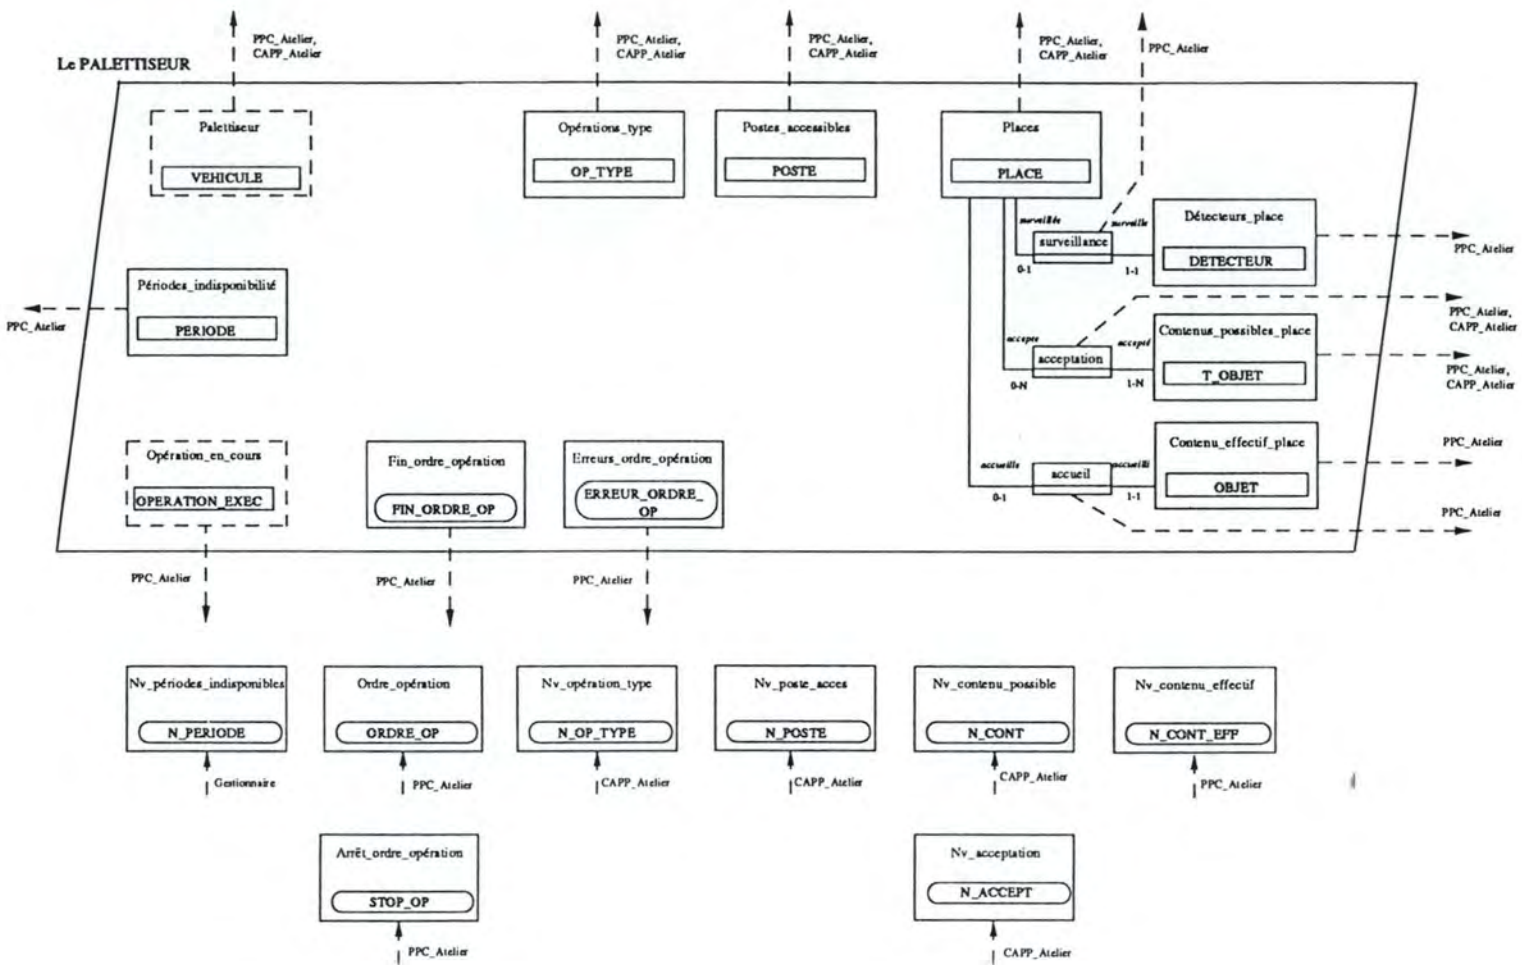 PPC_Atelier,
CAPP_Atelier
PPC_Atelier,
CAPP_Atelier
PPC_Atelier,
CAPP_Atelier
PPC_Atelier,
CAPP_Atelier
PPC_Atelier
Le PALETTISEUR
Palettiseur
VEHICULE
Opérations_type
OP_TYPE
Postes_accessibles
POSTE
Places
PLACE
surveillée
surveillance
surveille
0-1
1-1
Détecteurs_place
DETECTEUR
PPC_Atelier
Périodes_indisponibilité
PERIODE
PPC_Atelier
accepte
acceptation
accepté
0-N
1-N
Contenus_possibles_place
T_OBJET
PPC_Atelier,
CAPP_Atelier
PPC_Atelier,
CAPP_Atelier
Opération_en_cours
OPERATION_EXEC
Fin_ordre_opération
FIN_ORDRE_OP
Erreurs_ordre_opération
ERREUR_ORDRE_
OP
accueille
accueil
accueilli
0-1
1-1
Contenu_effectif_place
OBJET
PPC_Atelier
PPC_Atelier
PPC_Atelier
PPC_Atelier
PPC_Atelier
Nv_périodes_indisponibles
N_PERIODE
Gestionnaire
Ordre_opération
ORDRE_OP
PPC_Atelier
Nv_opération_type
N_OP_TYPE
CAPP_Atelier
Nv_poste_acces
N_POSTE
CAPP_Atelier
Nv_contenu_possible
N_CONT
CAPP_Atelier
Nv_contenu_effectif
N_CONT_EFF
PPC_Atelier
Arrêt_ordre_opération
STOP_OP
PPC_Atelier
Nv_acceptation
N_ACCEPT
CAPP_Atelier